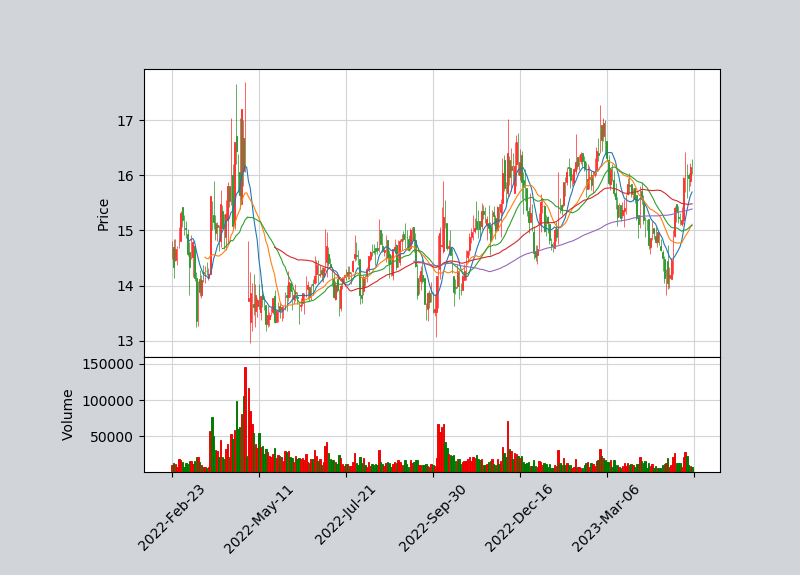 17
16
15
14
13
Price
150000
100000
50000
Volume
2022-Feb-23
2022-May-11
2022-Jul-21
2022-Sep-30
2022-Dec-16
2023-Mar-06